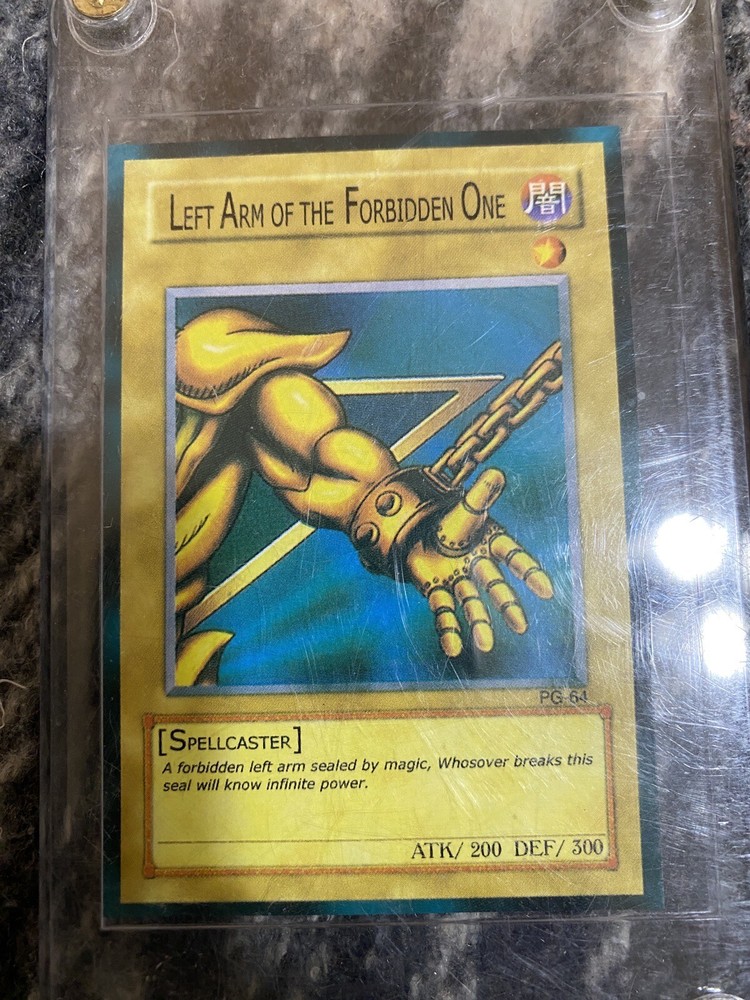 LEFT ARM OF THE FORBIDDEN ONE 闇
PG-64
[SPELLCASTER]
A forbidden left arm sealed by magic, Whosover breaks this
seal will know infinite power.
ATK/ 200 DEF/ 300